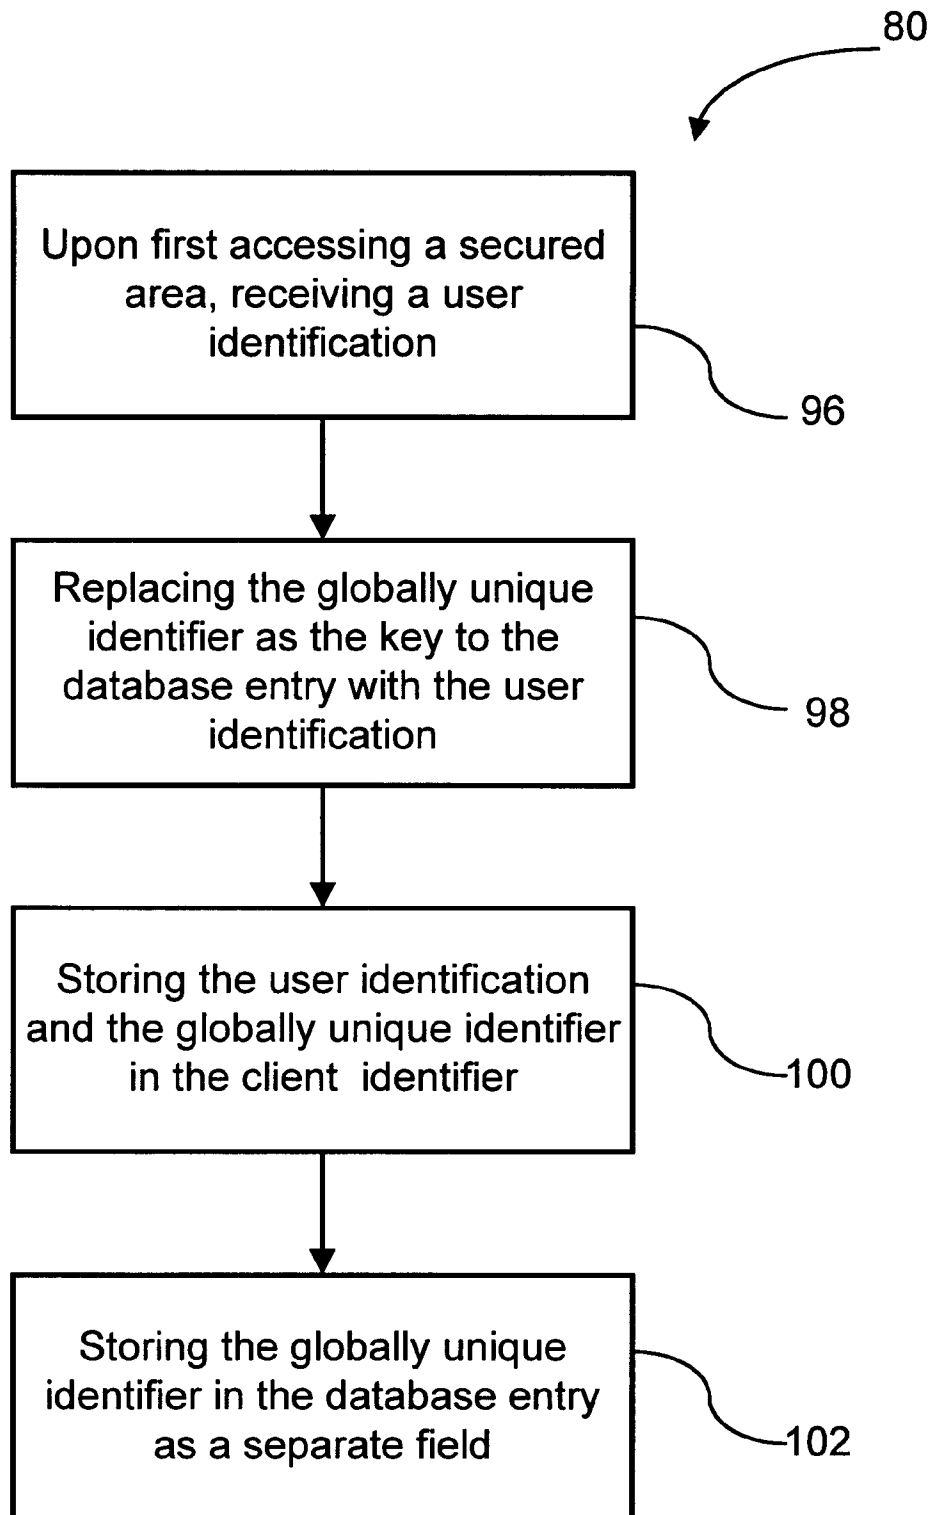 80
Upon first accessing a secured
area, receiving a user
identification
96
Replacing the globally unique
identifier as the key to the
database entry with the user
identification
98
Storing the user identification
and the globally unique identifier
in the client identifier
100
Storing the globally unique
identifier in the database entry
as a separate field
102